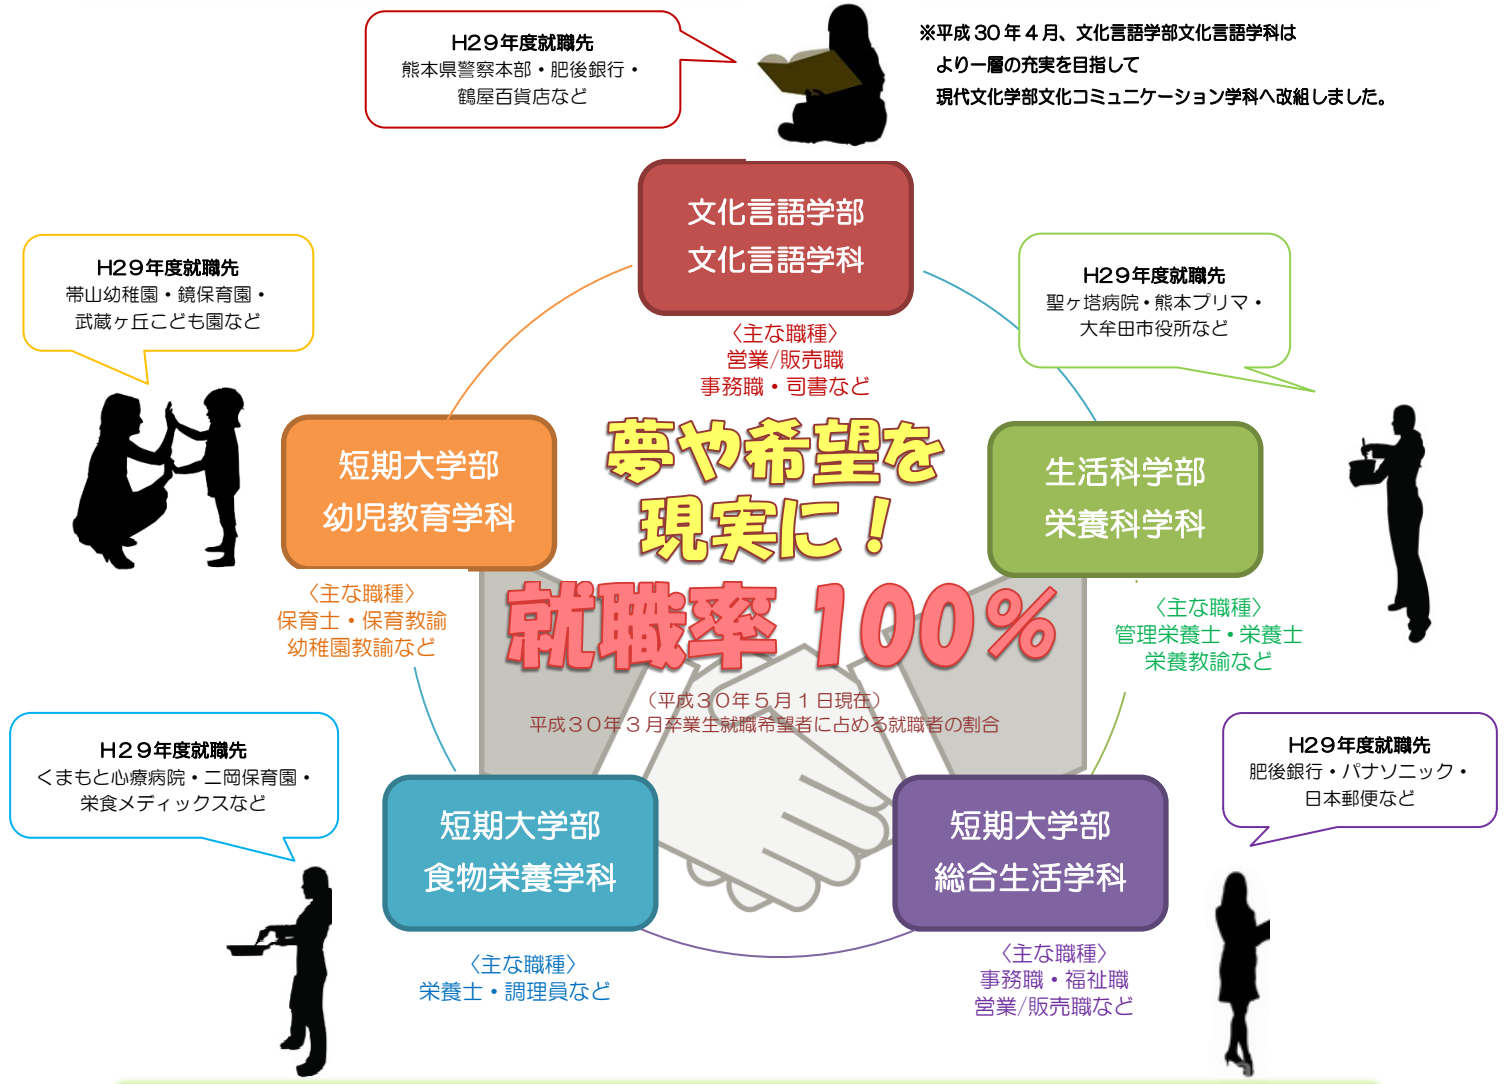 H29年度就職先
熊本県警察本部・肥後銀行・
鶴屋百貨店など
※平成 30 年 4 月、文化言語学部文化言語学科は
より一層の充実を目指して
現代文化学部文化コミュニケーション学科へ改組しました。
文化言語学部
文化言語学科
〈主な職種〉
営業/販売職
事務職・司書など
H29年度就職先
帯山幼稚園・鏡保育園・
武蔵ヶ丘こども園など
H29年度就職先
聖ヶ塔病院・熊本プリマ・
大牟田市役所など
短期大学部
幼児教育学科
〈主な職種〉
保育士・保育教諭
幼稚園教諭など
夢や希望を
現実に！
就職率 100%
（平成３０年５月１日現在）
平成３０年３月卒業生就職希望者に占める就職者の割合
生活科学部
栄養科学科
〈主な職種〉
管理栄養士・栄養士
栄養教諭など
H２９年度就職先
くまもと心療病院・二岡保育園・
栄食メディックスなど
短期大学部
食物栄養学科
〈主な職種〉
栄養士・調理員など
短期大学部
総合生活学科
〈主な職種〉
事務職・福祉職
営業/販売職など
H29年度就職先
肥後銀行・パナソニック・
日本郵便など